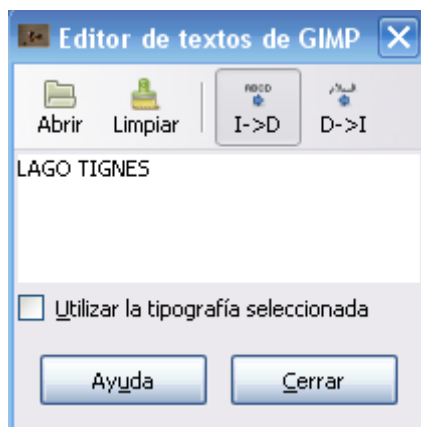 Editor de textos de GIMP
Abrir Limpiar I->D D->I
LAGO TIGNES
Utilizar la tipografía seleccionada
Ayuda Cerrar